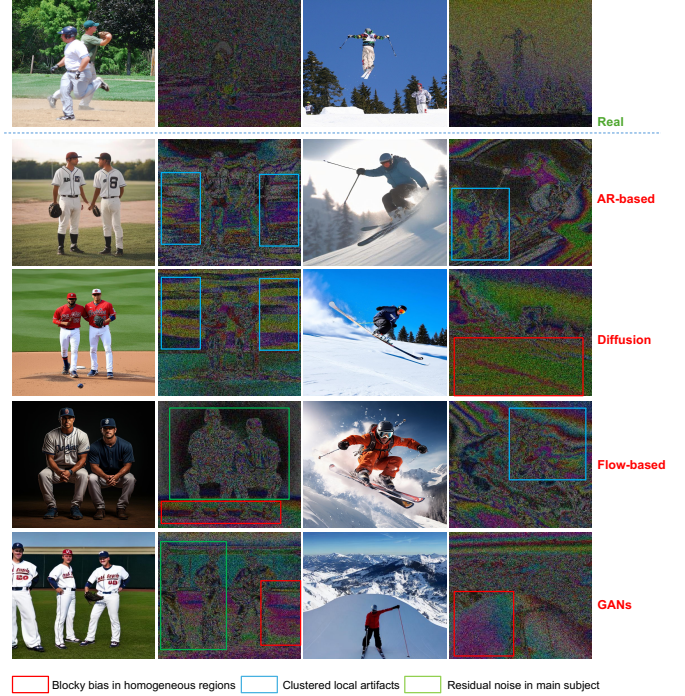 Real
AR-based
Diffusion
Flow-based
GANs
Blocky bias in homogeneous regions
Clustered local artifacts
Residual noise in main subject